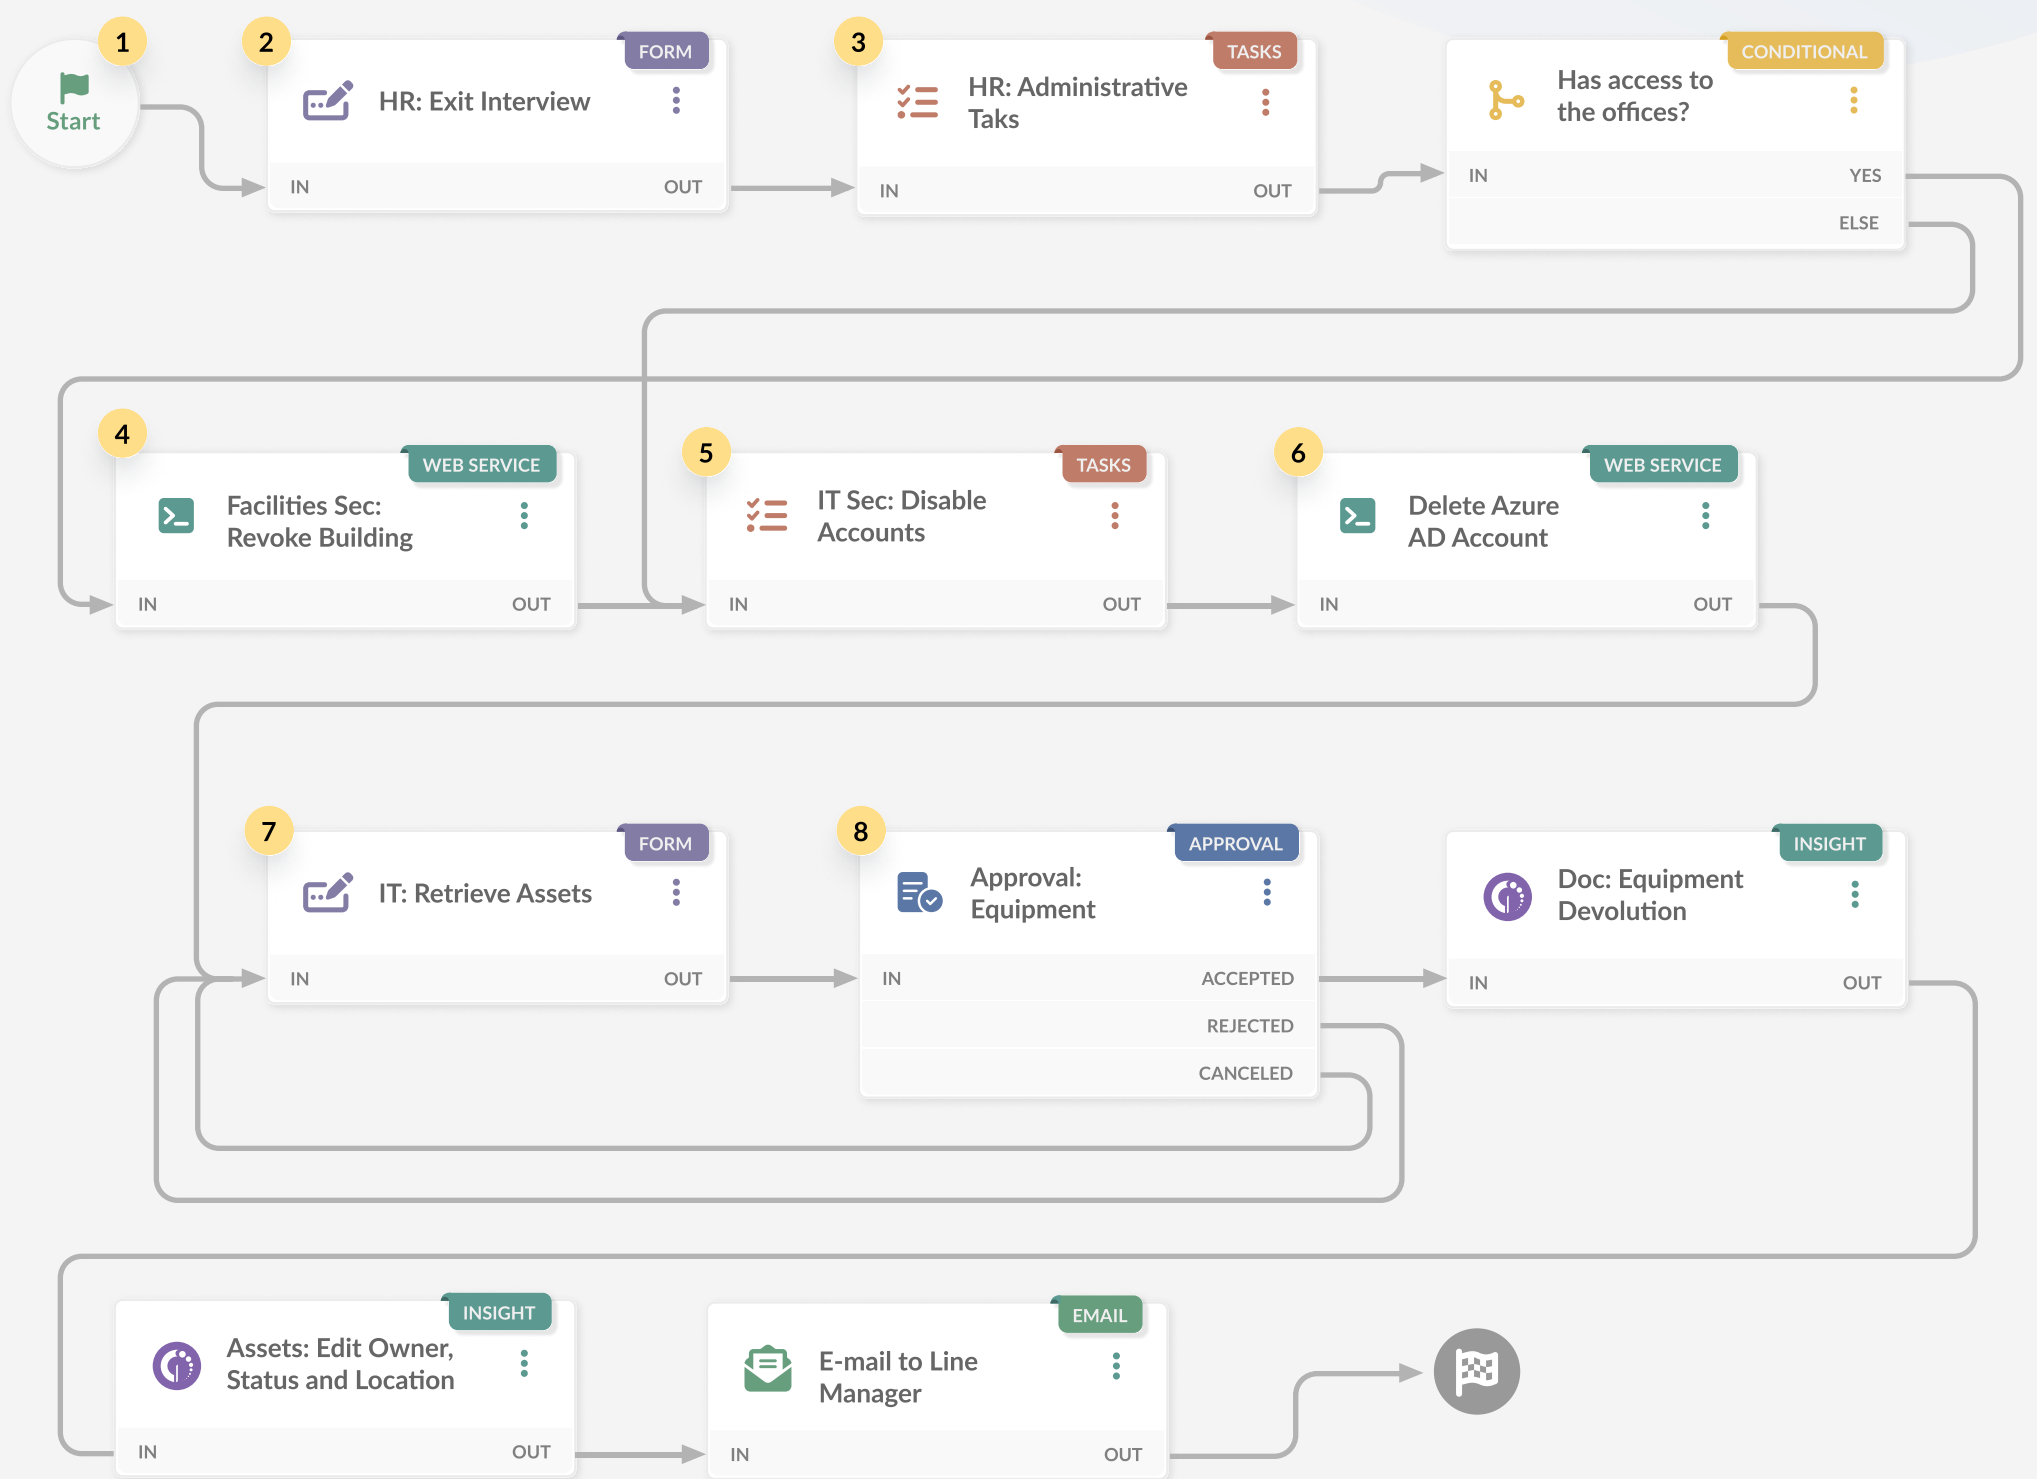 1
Start
2
FORM
HR: Exit Interview
IN
OUT
3
TASKS
HR: Administrative
Taks
IN
OUT
CONDITIONAL
Has access to
the offices?
IN
YES
ELSE
4
WEB SERVICE
Facilities Sec:
Revoke Building
IN
OUT
5
TASKS
IT Sec: Disable
Accounts
IN
OUT
6
WEB SERVICE
Delete Azure
AD Account
IN
OUT
7
FORM
IT: Retrieve Assets
IN
OUT
8
APPROVAL
Approval:
Equipment
IN
ACCEPTED
REJECTED
CANCELED
INSIGHT
Doc: Equipment
Devolution
IN
OUT
INSIGHT
Assets: Edit Owner,
Status and Location
IN
OUT
EMAIL
E-mail to Line
Manager
IN
OUT